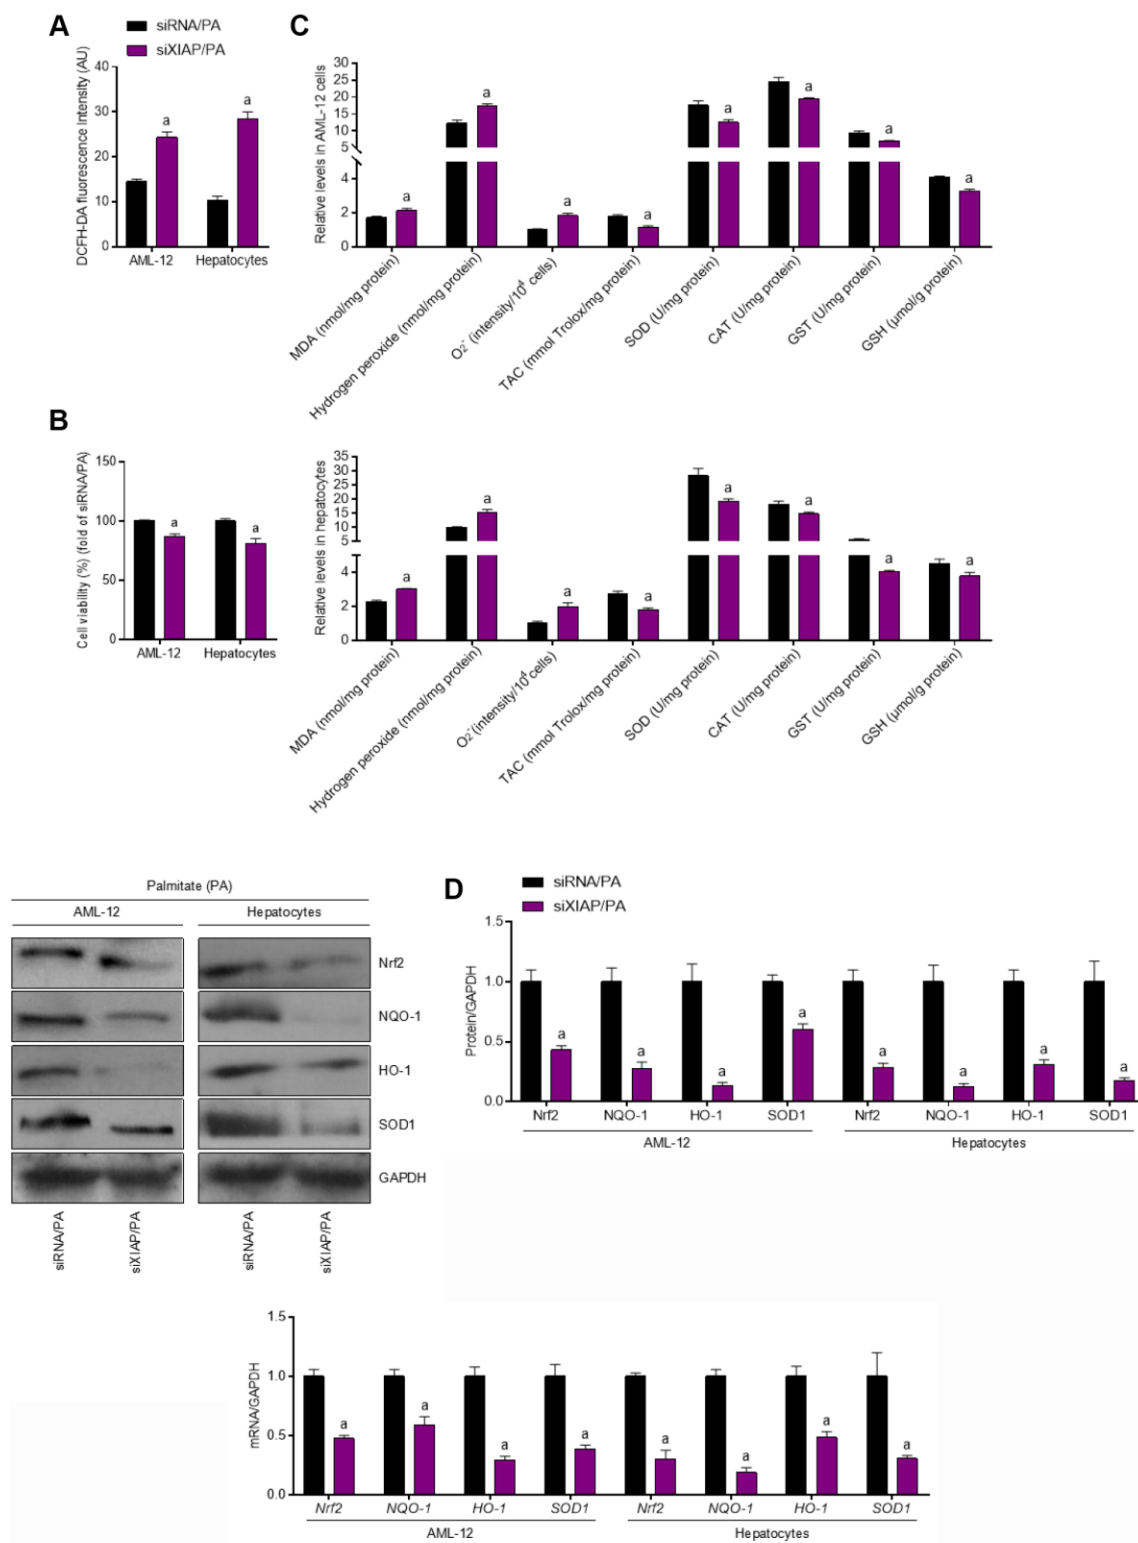 A
siRNA/PA
siXIAP/PA
DCFH-DA fluorescence Intensity (AU)
40
30
20
10
0
a
a
AML-12
Hepatocytes
C
Relative levels in AML-12 cells
30
25
20
15
10
5
4
2
0
a
a
a
a
a
a
a
a
MDA (nmol/mg protein)
Hydrogen peroxide (nmol/mg protein)
O2⁻ (intensity/10⁴ cells)
TAC (mmol Trolox/mg protein)
SOD (U/mg protein)
CAT (U/mg protein)
GST (U/mg protein)
GSH (µmol/g protein)
B
Cell viability (%) (fold of siRNA/PA)
150
100
50
0
a
a
AML-12
Hepatocytes
Relative levels in hepatocytes
35
30
25
20
15
10
5
4
2
0
a
a
a
a
a
a
a
a
MDA (nmol/mg protein)
Hydrogen peroxide (nmol/mg protein)
O2⁻(intensity/10⁴cells)
TAC (mmol Trolox/mg protein)
SOD (U/mg protein)
CAT (U/mg protein)
GST (U/mg protein)
GSH (µmol/g protein)
Palmitate (PA)
AML-12
Hepatocytes
Nrf2
NQO-1
HO-1
SOD1
GAPDH
siRNA/PA
siXIAP/PA
siRNA/PA
siXIAP/PA
D
siRNA/PA
siXIAP/PA
Protein/GAPDH
1.5
1.0
0.5
0.0
a
a
a
a
a
a
a
a
Nrf2
NQO-1
HO-1
SOD1
Nrf2
NQO-1
HO-1
SOD1
AML-12
Hepatocytes
mRNA/GAPDH
1.5
1.0
0.5
0.0
a
a
a
a
a
a
a
a
Nrf2
NQO-1
HO-1
SOD1
Nrf2
NQO-1
HO-1
SOD1
AML-12
Hepatocytes